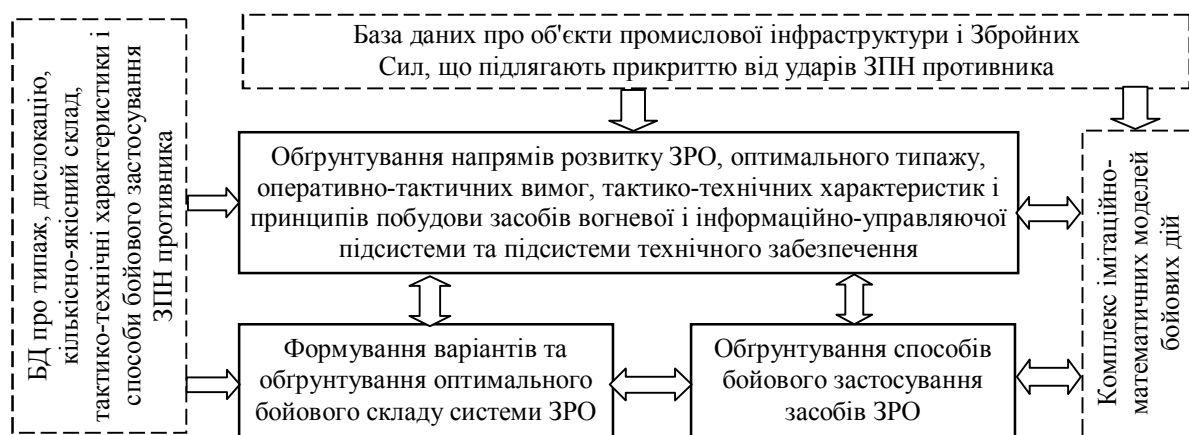 БД про типаж, дислокацію,
кількісно-якісний склад,
тактико-технічні характеристики і
способи бойового застосування
ЗПН противника
База даних про об'єкти промислової інфраструктури і Збройних
Сил, що підлягають прикриттю від ударів ЗПН противника
Обґрунтування напрямів розвитку ЗРО, оптимального типажу,
оперативно-тактичних вимог, тактико-технічних характеристик і
принципів побудови засобів вогневої і інформаційно-управляючої
підсистеми та підсистеми технічного забезпечення
Формування варіантів та
обґрунтування оптимального
бойового складу системи ЗРО
Обґрунтування способів
бойового застосування
засобів ЗРО
Комплекс імітаційно-
математичних моделей
бойових дій